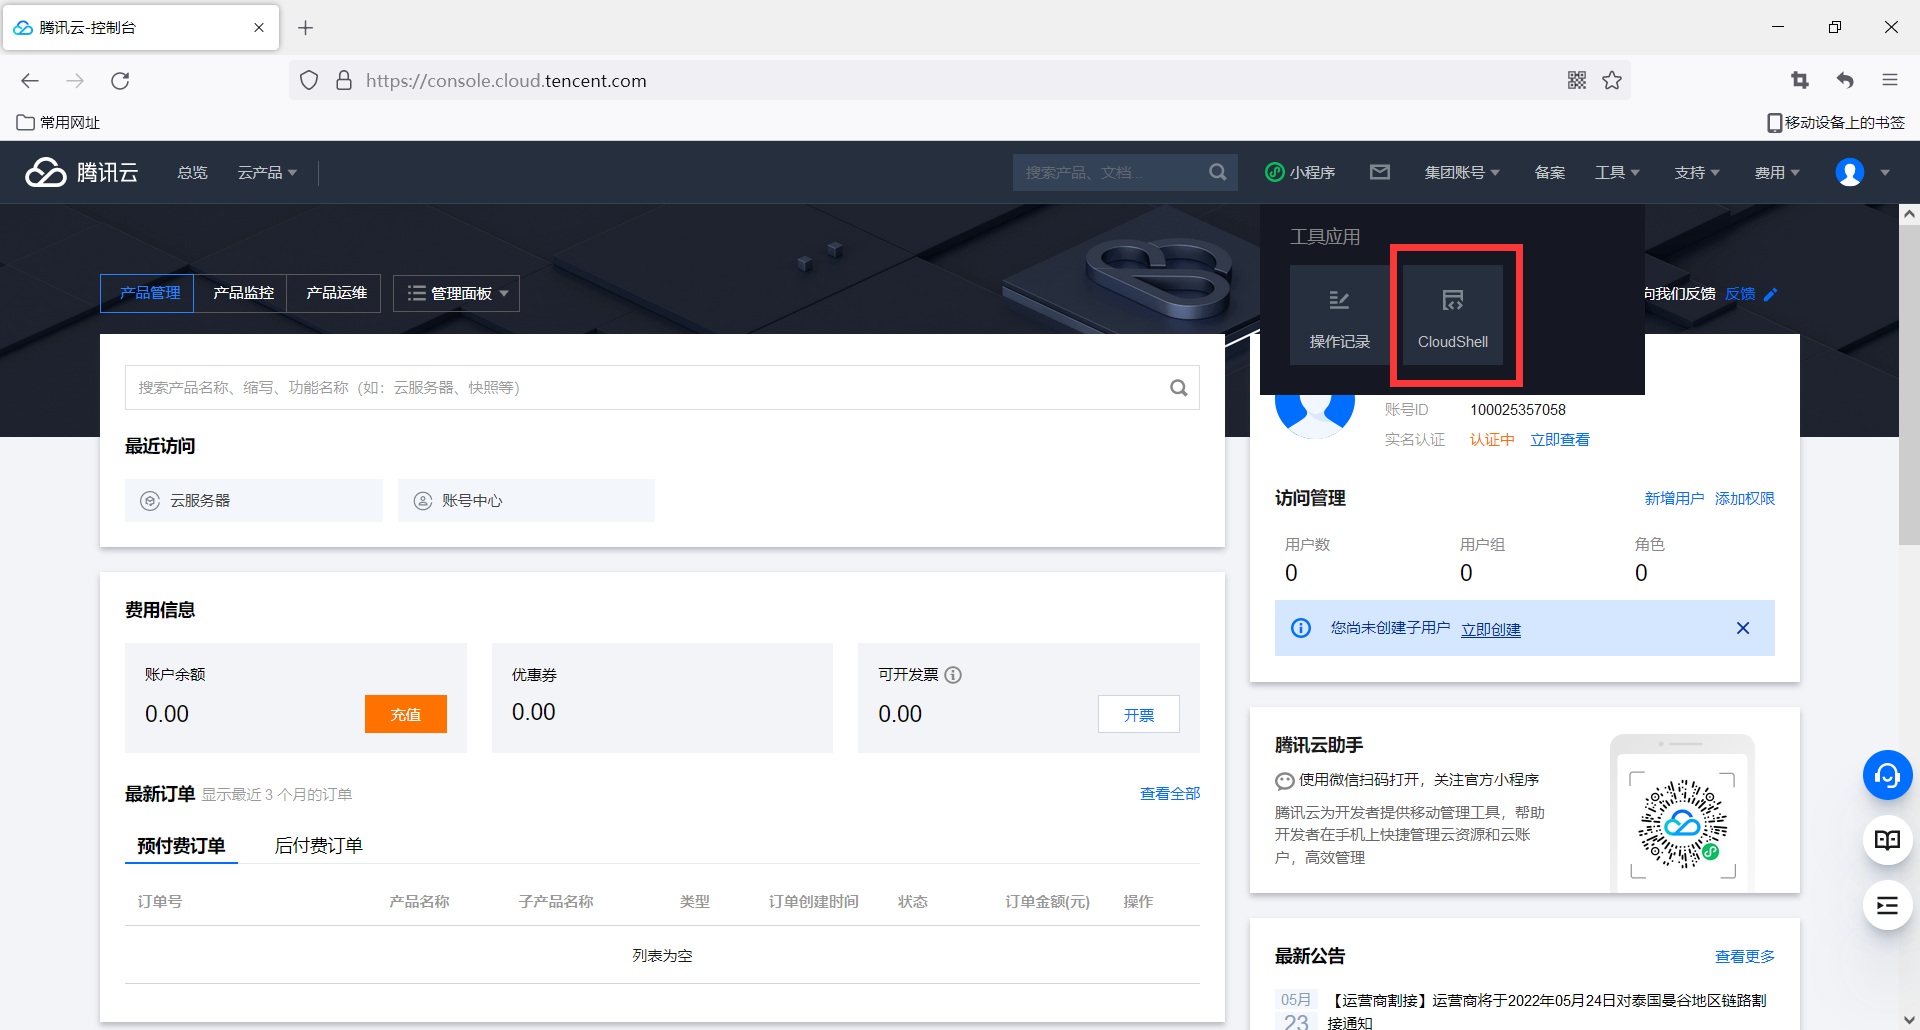 腾讯云-控制台
https://console.cloud.tencent.com
常用网址
移动设备上的书签
腾讯云
总览
云产品
搜索产品、文档...
小程序
集团账号
备案
工具
支持
费用
工具应用
操作记录
CloudShell
产品管理
产品监控
产品运维
管理面板
向我们反馈 反馈
搜索产品名称、缩写、功能名称（如：云服务器、快照等）
最近访问
云服务器
账号中心
账号ID 100025357058
实名认证 认证中 立即查看
访问管理
新增用户 添加权限
用户数
用户组
角色
0
0
0
您尚未创建子用户 立即创建
费用信息
账户余额
0.00
充值
优惠券
0.00
可开发票
0.00
开票
最新订单 显示最近 3 个月的订单
查看全部
预付费订单
后付费订单
订单号
产品名称
子产品名称
类型
订单创建时间
状态
订单金额(元)
操作
列表为空
腾讯云助手
使用微信扫码打开，关注官方小程序
腾讯云为开发者提供移动管理工具，帮助
开发者在手机上快捷管理云资源和云账
户，高效管理
最新公告
查看更多
05月
23
【运营商割接】运营商将于2022年05月24日对泰国曼谷地区链路割
接通知